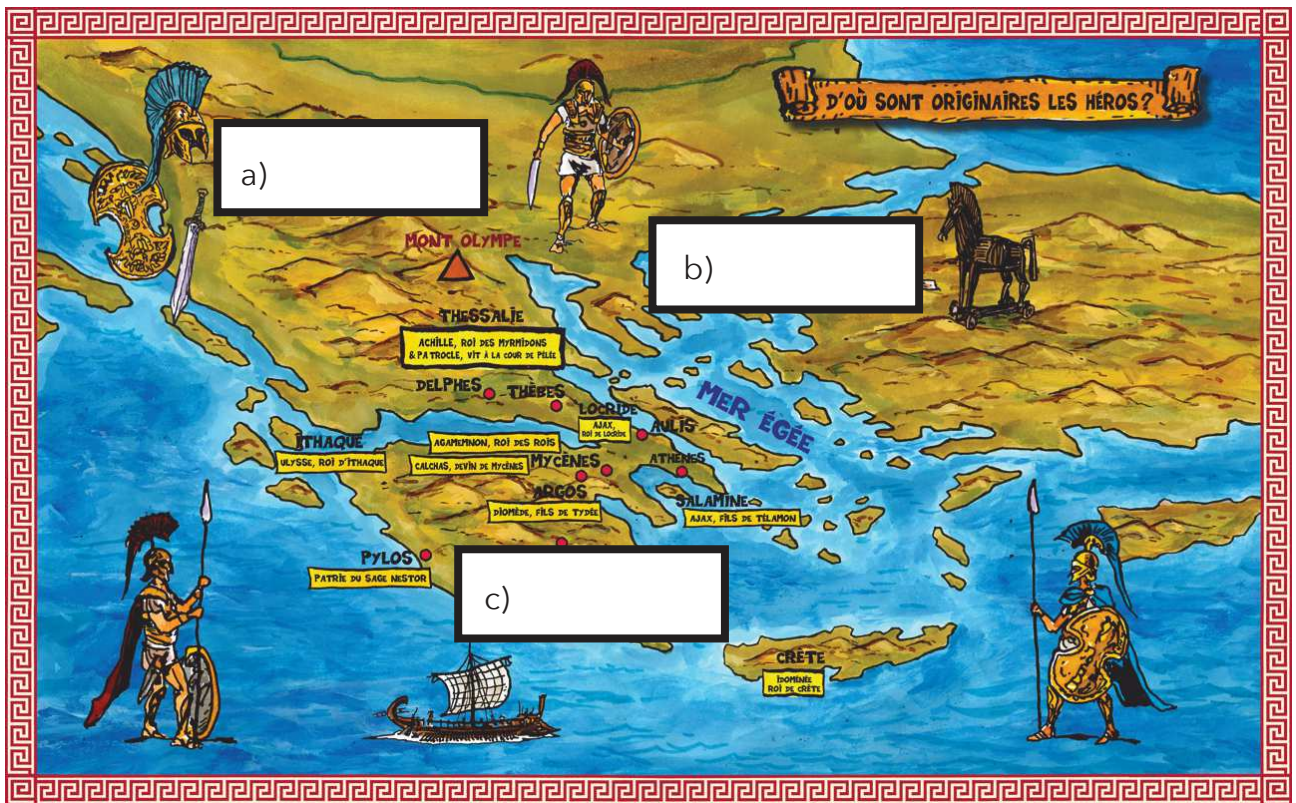 D'OÙ SONT ORIGINAIRES LES HÉROS?
a)
b)
MONT OLYMPE
THESSALIE
ACHILLE, ROI DES MYRMIDONS
& PATROCLE, VIT À LA COUR DE PÉLÉE
DELPHES
THÈBES
LOCRIDE
AJAX,
ROI DE LOCRIDE
AULIS
MER ÉGÉE
ITHAQUE
ULYSSE, ROI D'ITHAQUE
AGAMEMNON, ROI DES ROIS
CALCHAS, DEVIN DE MYCÈNES
MYCÈNES
ATHÈNES
ARGOS
DIOMÈDE, FILS DE TYDÉE
SALAMINE
AJAX, FILS DE TÉLAMON
PYLOS
PATRIE DU SAGE NESTOR
c)
CRÈTE
IDOMÉNÉE
ROI DE CRÈTE